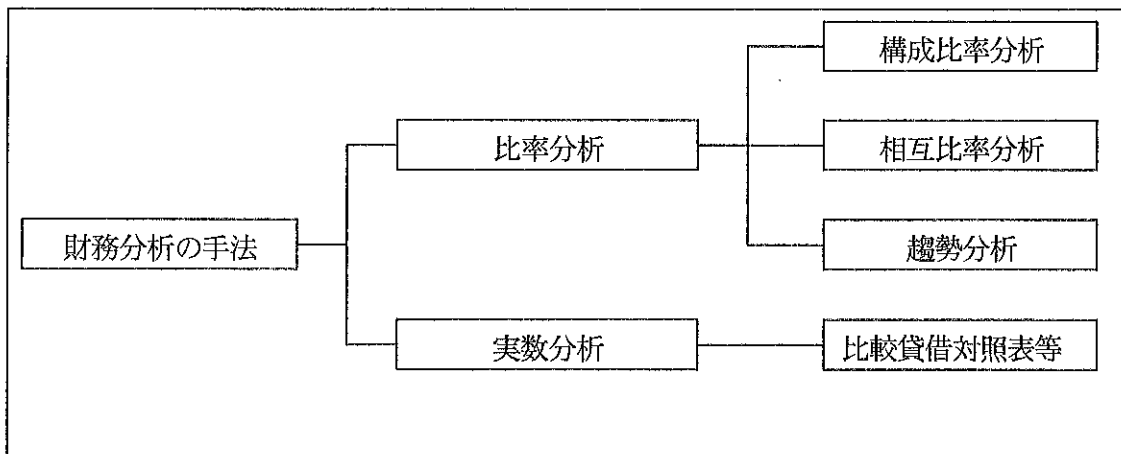 財務分析の手法
比率分析
構成比率分析
相互比率分析
趨勢分析
実数分析
比較貸借対照表等